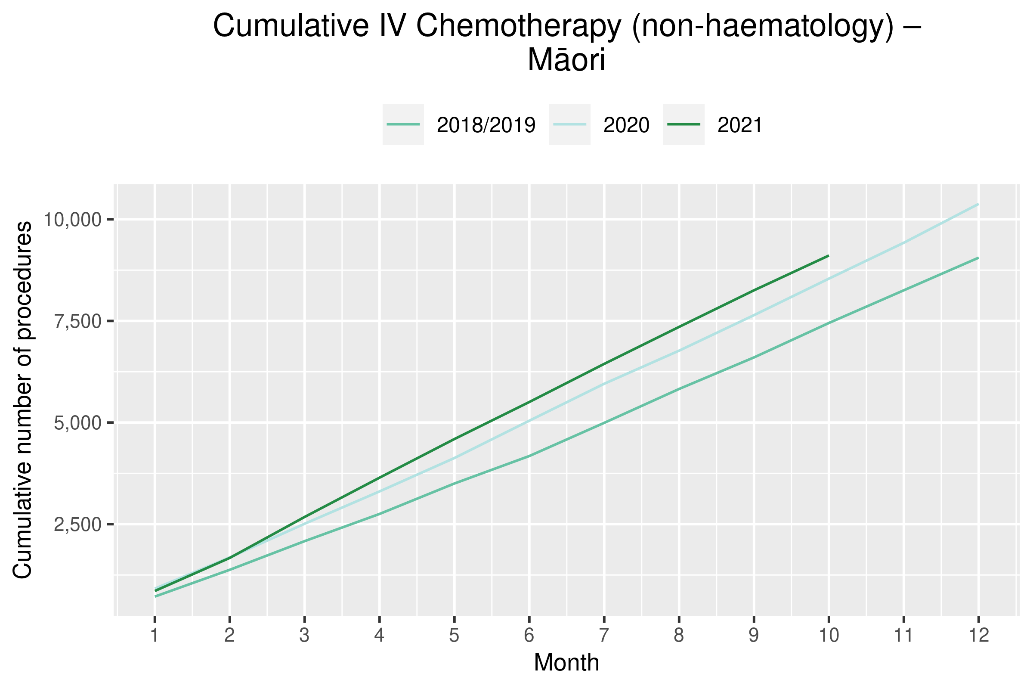 Cumulative IV Chemotherapy (non-haematology) –
Māori
2018/2019 2020 2021
Cumulative number of procedures
10,000
7,500
5,000
2,500
1 2 3 4 5 6 7 8 9 10 11 12
Month